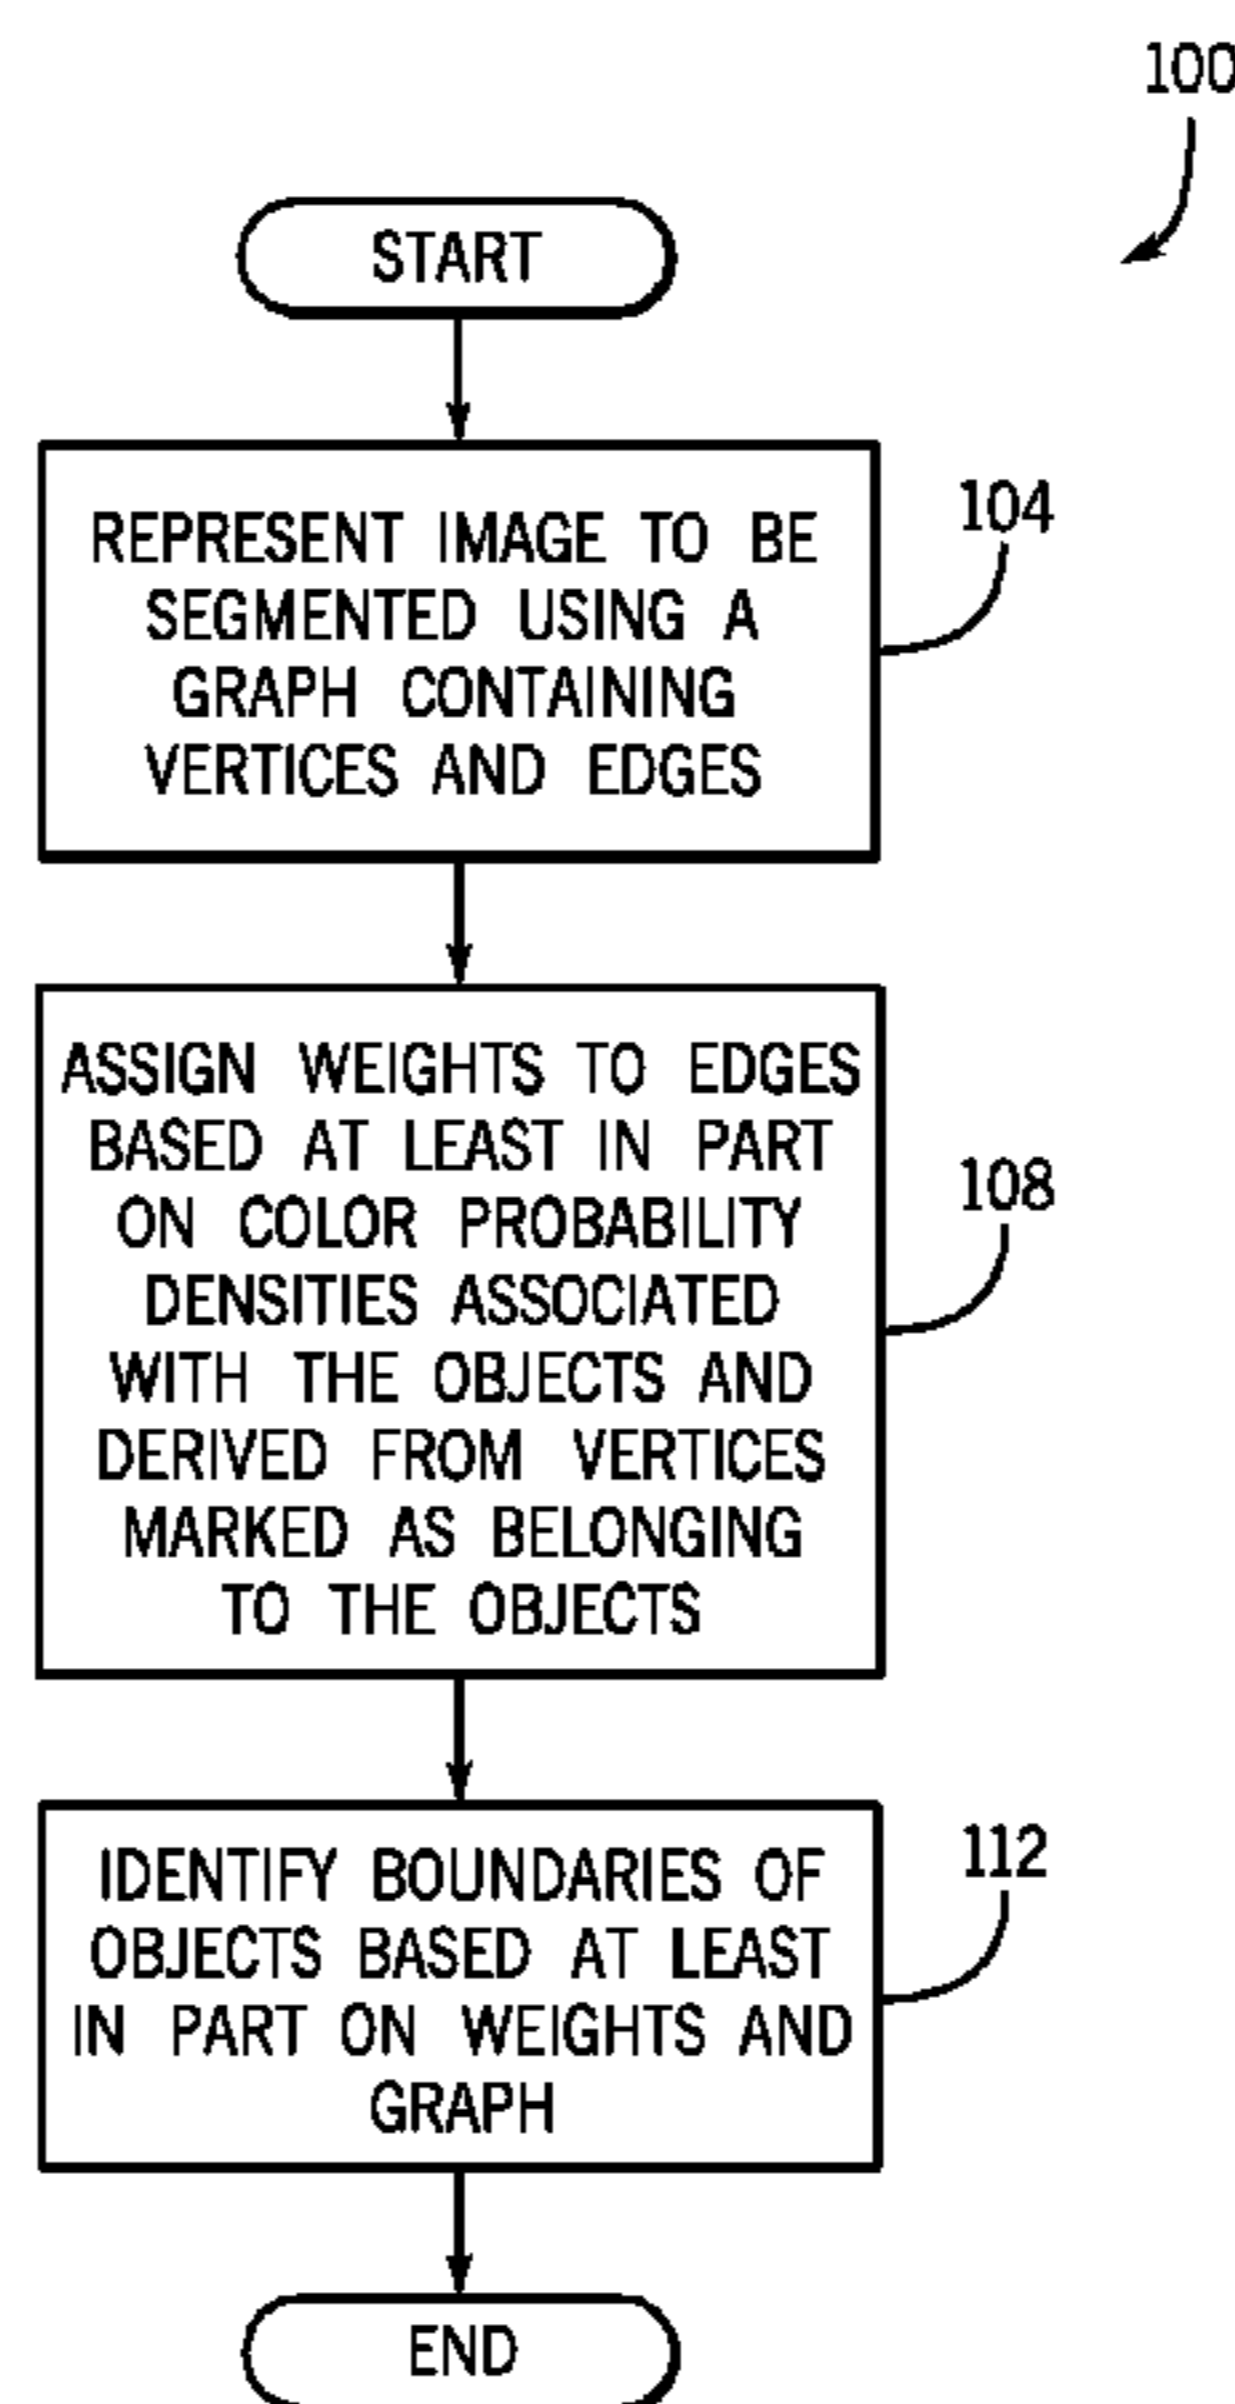 100
START
REPRESENT IMAGE TO BE
SEGMENTED USING A
GRAPH CONTAINING
VERTICES AND EDGES
104
ASSIGN WEIGHTS TO EDGES
BASED AT LEAST IN PART
ON COLOR PROBABILITY
DENSITIES ASSOCIATED
WITH THE OBJECTS AND
DERIVED FROM VERTICES
MARKED AS BELONGING
TO THE OBJECTS
108
IDENTIFY BOUNDARIES OF
OBJECTS BASED AT LEAST
IN PART ON WEIGHTS AND
GRAPH
112
END